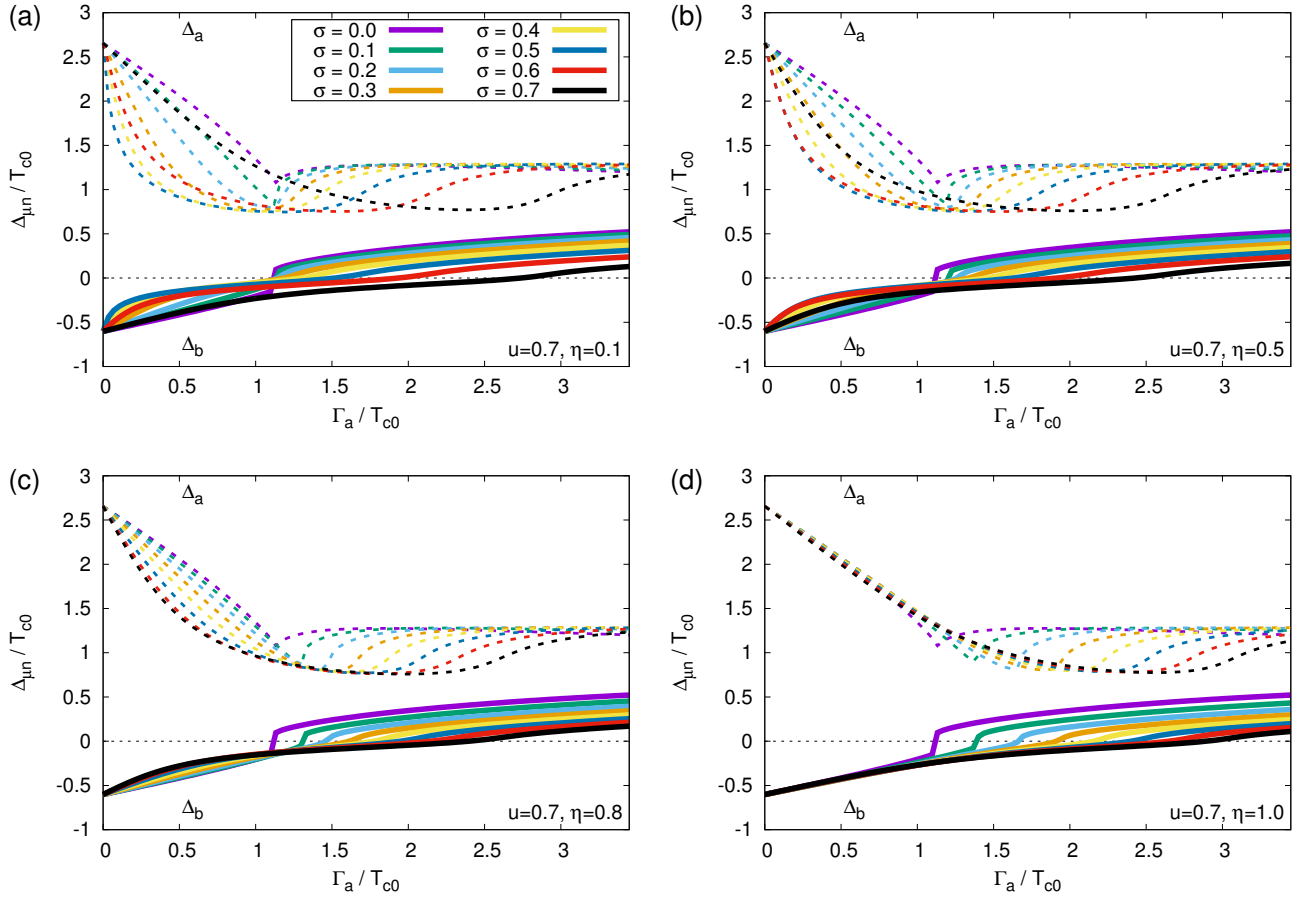 (a)
3
2.5
2
1.5
1
0.5
0
-0.5
-1
Δμn / Tc0
Δa
σ = 0.0
σ = 0.1
σ = 0.2
σ = 0.3
σ = 0.4
σ = 0.5
σ = 0.6
σ = 0.7
Δb
u=0.7, η=0.1
0 0.5 1 1.5 2 2.5 3
Γa / Tc0
(b)
3
2.5
2
1.5
1
0.5
0
-0.5
-1
Δμn / Tc0
Δa
Δb
u=0.7, η=0.5
0 0.5 1 1.5 2 2.5 3
Γa / Tc0
(c)
3
2.5
2
1.5
1
0.5
0
-0.5
-1
Δμn / Tc0
Δa
Δb
u=0.7, η=0.8
0 0.5 1 1.5 2 2.5 3
Γa / Tc0
(d)
3
2.5
2
1.5
1
0.5
0
-0.5
-1
Δμn / Tc0
Δa
Δb
u=0.7, η=1.0
0 0.5 1 1.5 2 2.5 3
Γa / Tc0